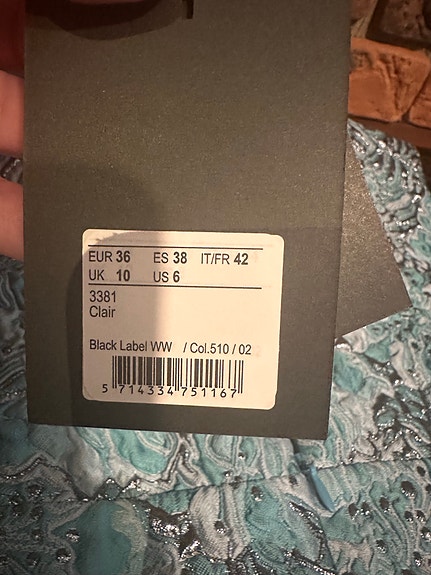 EUR 36 ES 38 IT/FR 42
UK 10 US 6
3381
Clair
Black Label WW / Col.510 / 02
5 714334 751167